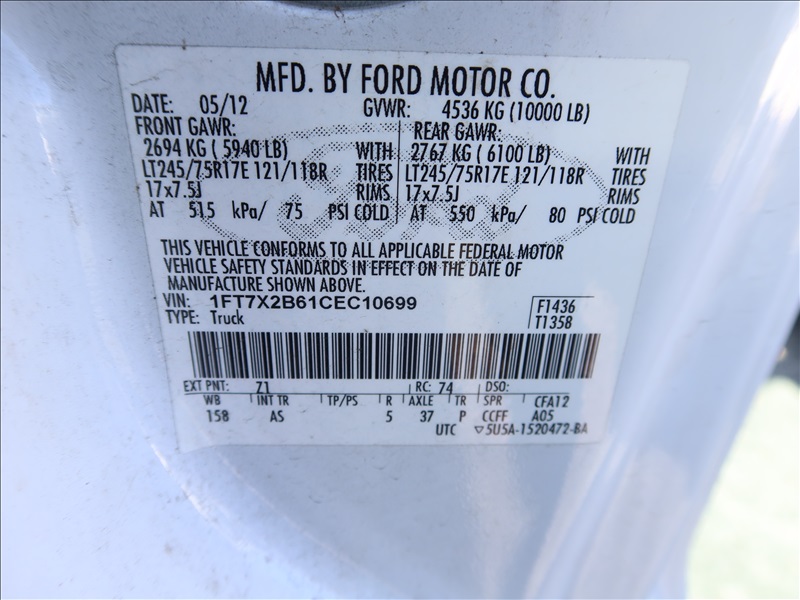 MFD. BY FORD MOTOR CO.
DATE: 05/12 GVWR: 4536 KG (10000 LB)
FRONT GAWR: REAR GAWR:
2694 KG ( 5940 LB) WITH 2767 KG ( 6100 LB) WITH
LT245/75R17E 121/118R TIRES LT245/75R17E 121/118R TIRES
17x7.5J RIMS 17x7.5J RIMS
AT 515 kPa/ 75 PSI COLD AT 550 kPa/ 80 PSI COLD
THIS VEHICLE CONFORMS TO ALL APPLICABLE FEDERAL MOTOR
VEHICLE SAFETY STANDARDS IN EFFECT ON THE DATE OF
MANUFACTURE SHOWN ABOVE.
VIN: 1FT7X2B61CEC10699 F1436
TYPE: Truck T1358
EXT PNT: Z1 RC: 74 DSO:
WB INT TR TP/PS R AXLE TR SPR CFA12
158 AS 5 37 P CCFF A05
UTC ▽5U5A-1520472-BA